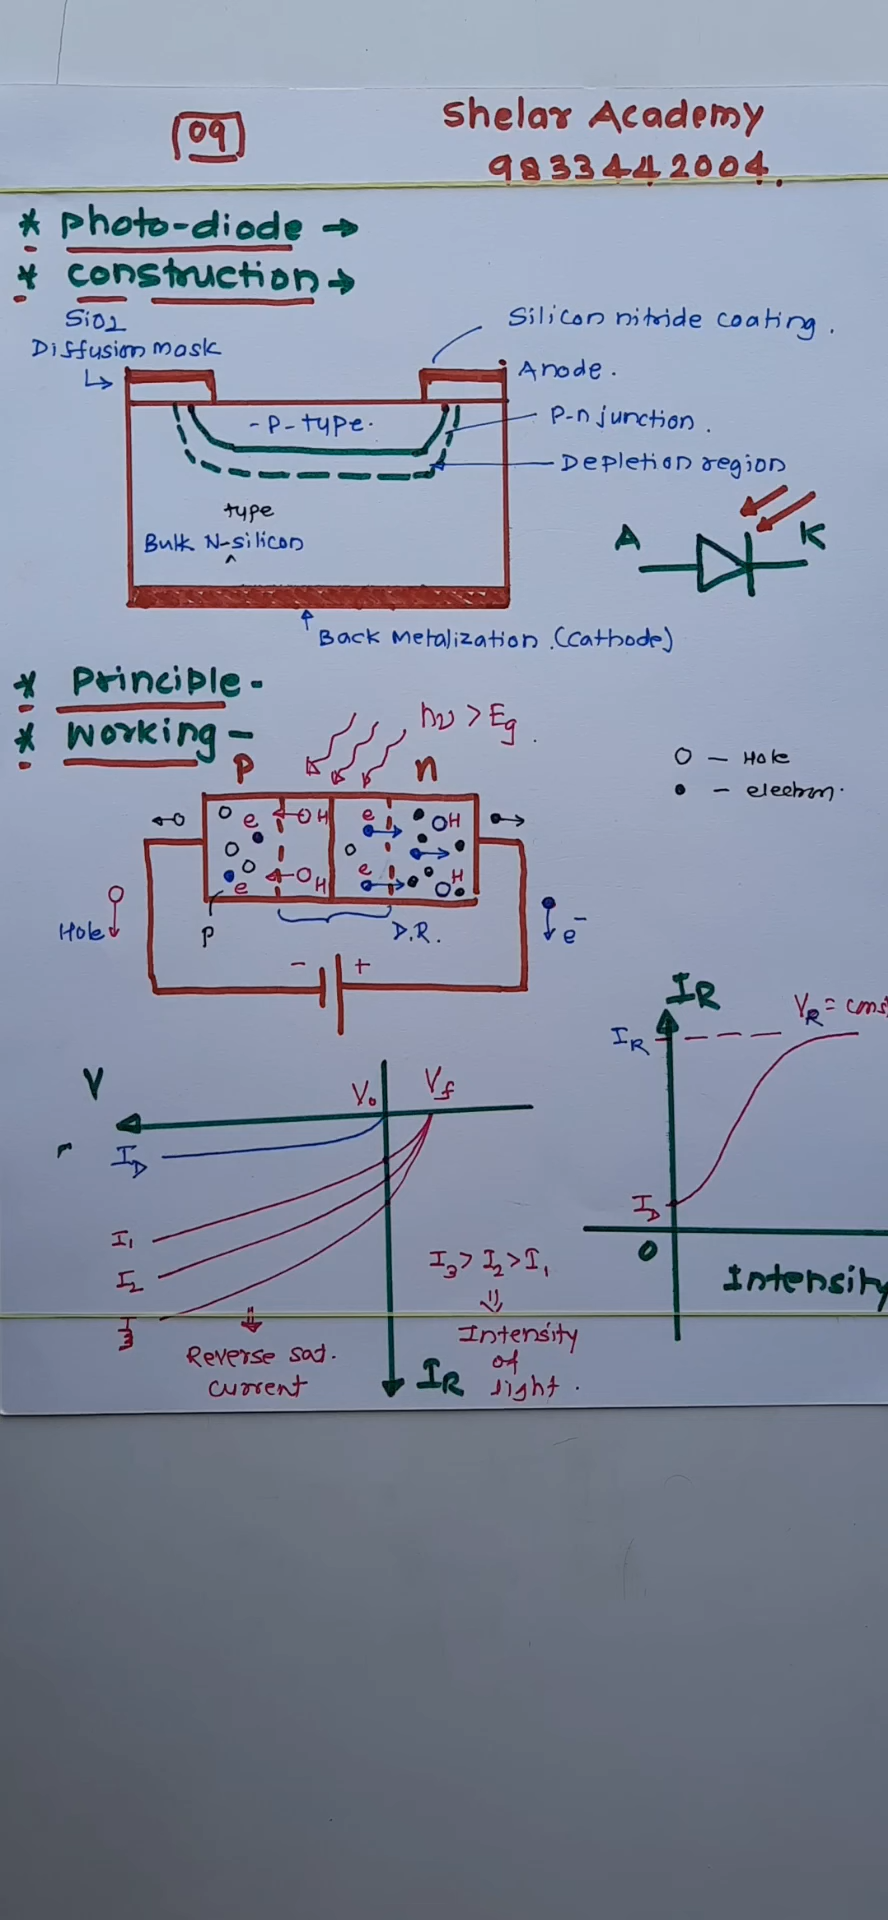 09
Shelar Academy
9833442004.
* Photo-diode →
* construction →
SiO2
Diffusion mask
Silicon nitride coating.
Anode.
- P-type.
P-n junction.
Depletion region
type
Bulk N-silicon
^
A
K
Back Metalization (Cathode)
* Principle -
* Working -
hν > Eg
P
n
O - Hole
● - electron.
e
H
e
H
e
H
e
H
Hole
P
D.R.
e-
- +
IR
IR
VR = cons
V
V₀
Vf
r
ID
I1
I2
I3
I3 > I2 > I1
⇓
Intensity
of
light.
Reverse sat.
current
IR
ID
O
Intensity